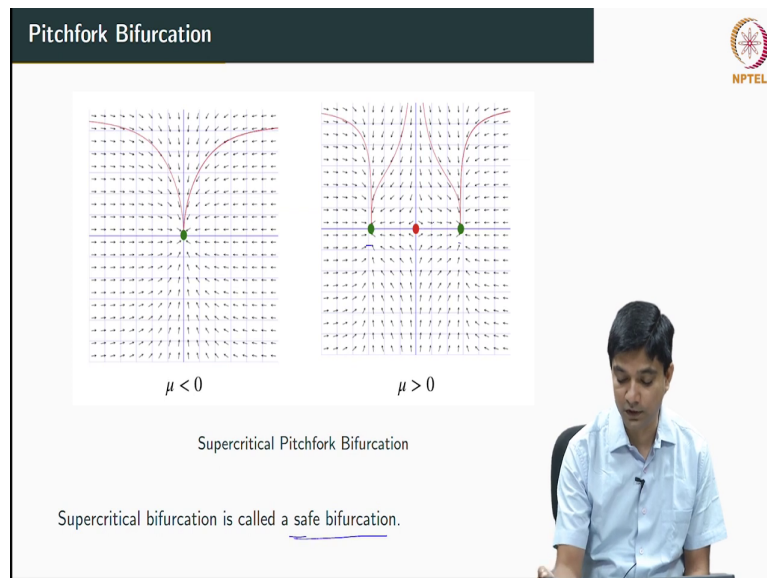 Pitchfork Bifurcation
NPTEL
μ < 0
μ > 0
Supercritical Pitchfork Bifurcation
Supercritical bifurcation is called a safe bifurcation.